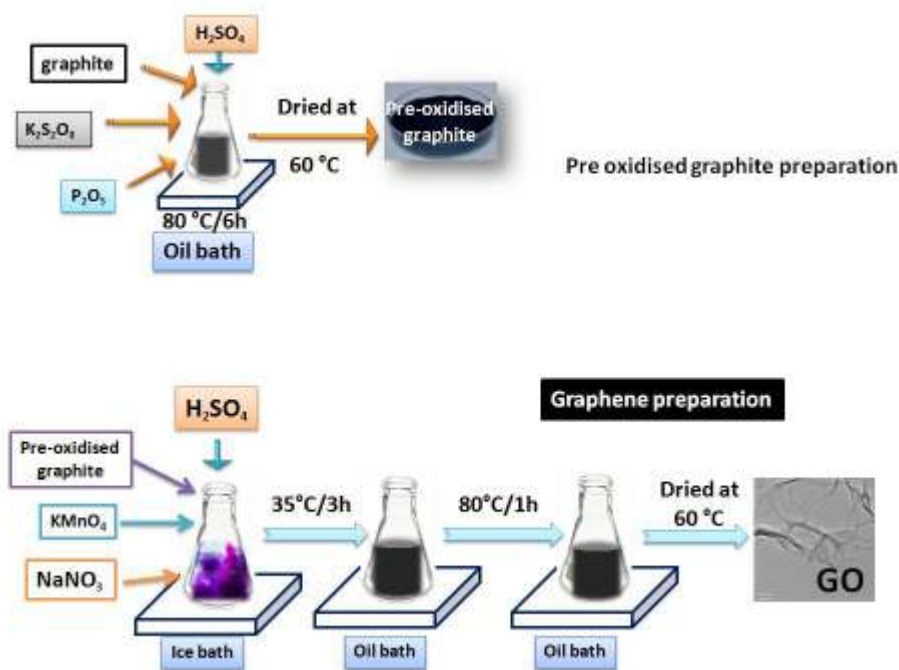 H₂SO₄
graphite
K₂S₂O₈
P₂O₅
80 °C/6h
Oil bath
Dried at
60 °C
Pre-oxidised
graphite
Pre oxidised graphite preparation
Graphene preparation
H₂SO₄
Pre-oxidised
graphite
KMnO₄
NaNO₃
Ice bath
35°C/3h
Oil bath
80°C/1h
Oil bath
Dried at
60 °C
GO